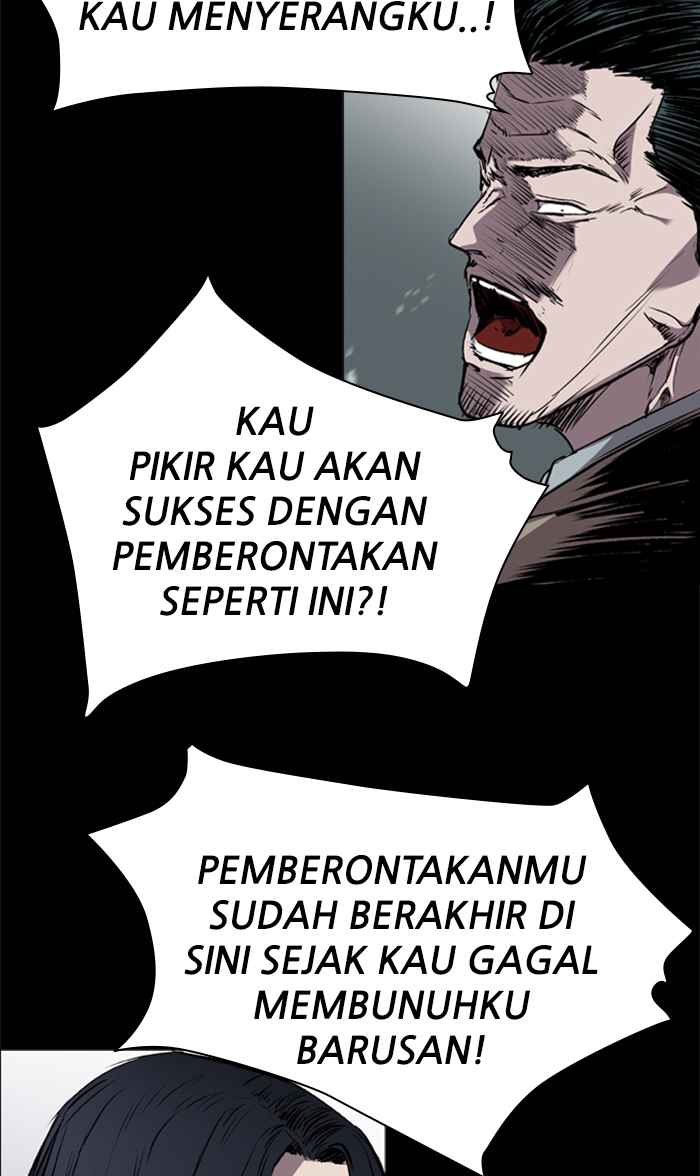 KAU MENYERANGKU..!
KAU
PIKIR KAU AKAN
SUKSES DENGAN
PEMBERONTAKAN
SEPERTI INI?!
PEMBERONTAKANMU
SUDAH BERAKHIR DI
SINI SEJAK KAU GAGAL
MEMBUNUHKU
BARUSAN!